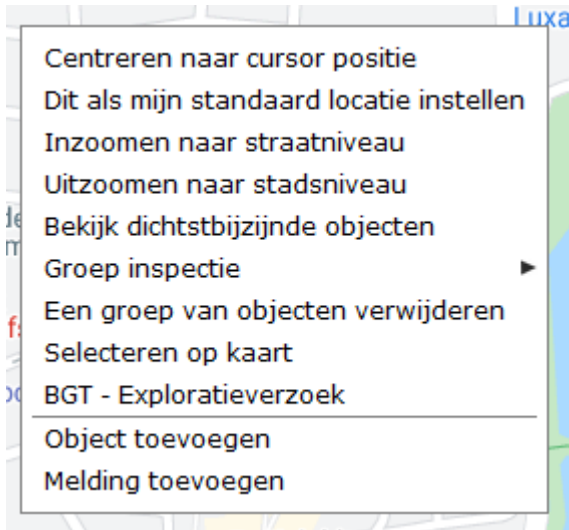 Luxa
Centreren naar cursor positie
Dit als mijn standaard locatie instellen
Inzoomen naar straatniveau
Uitzoomen naar stadsniveau
Bekijk dichtstbijzijnde objecten
Groep inspectie
Een groep van objecten verwijderen
Selecteren op kaart
BGT - Exploratieverzoek
Object toevoegen
Melding toevoegen